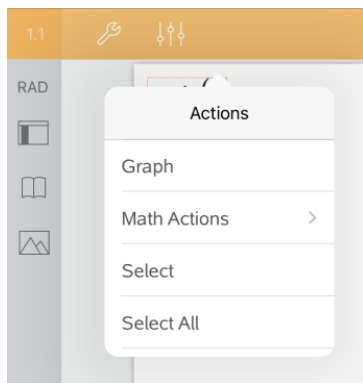 1.1
RAD
Actions
Graph
Math Actions
Select
Select All